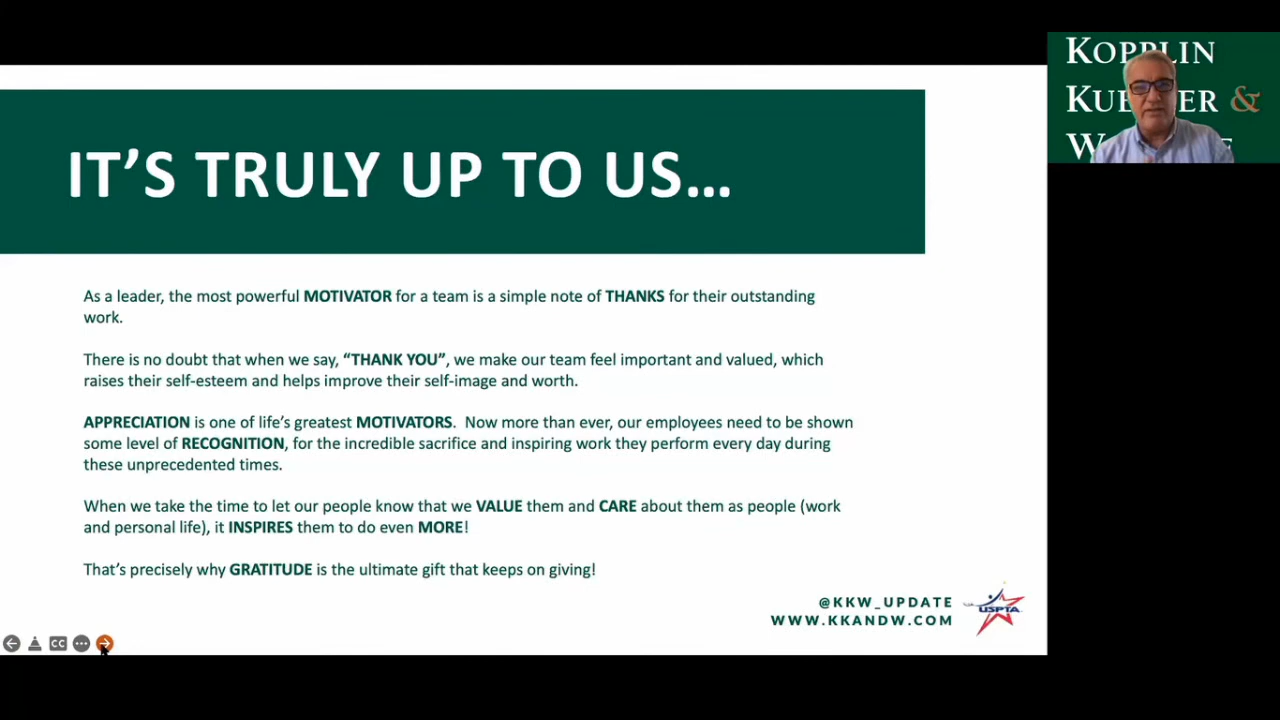 IT’S TRULY UP TO US…
As a leader, the most powerful MOTIVATOR for a team is a simple note of THANKS for their outstanding
work.
There is no doubt that when we say, “THANK YOU”, we make our team feel important and valued, which
raises their self-esteem and helps improve their self-image and worth.
APPRECIATION is one of life’s greatest MOTIVATORS.  Now more than ever, our employees need to be shown
some level of RECOGNITION, for the incredible sacrifice and inspiring work they perform every day during
these unprecedented times.
When we take the time to let our people know that we VALUE them and CARE about them as people (work
and personal life), it INSPIRES them to do even MORE!
That’s precisely why GRATITUDE is the ultimate gift that keeps on giving!
@KKW_UPDATE
WWW.KKANDW.COM
USPTA
CC
KOPPLIN
&